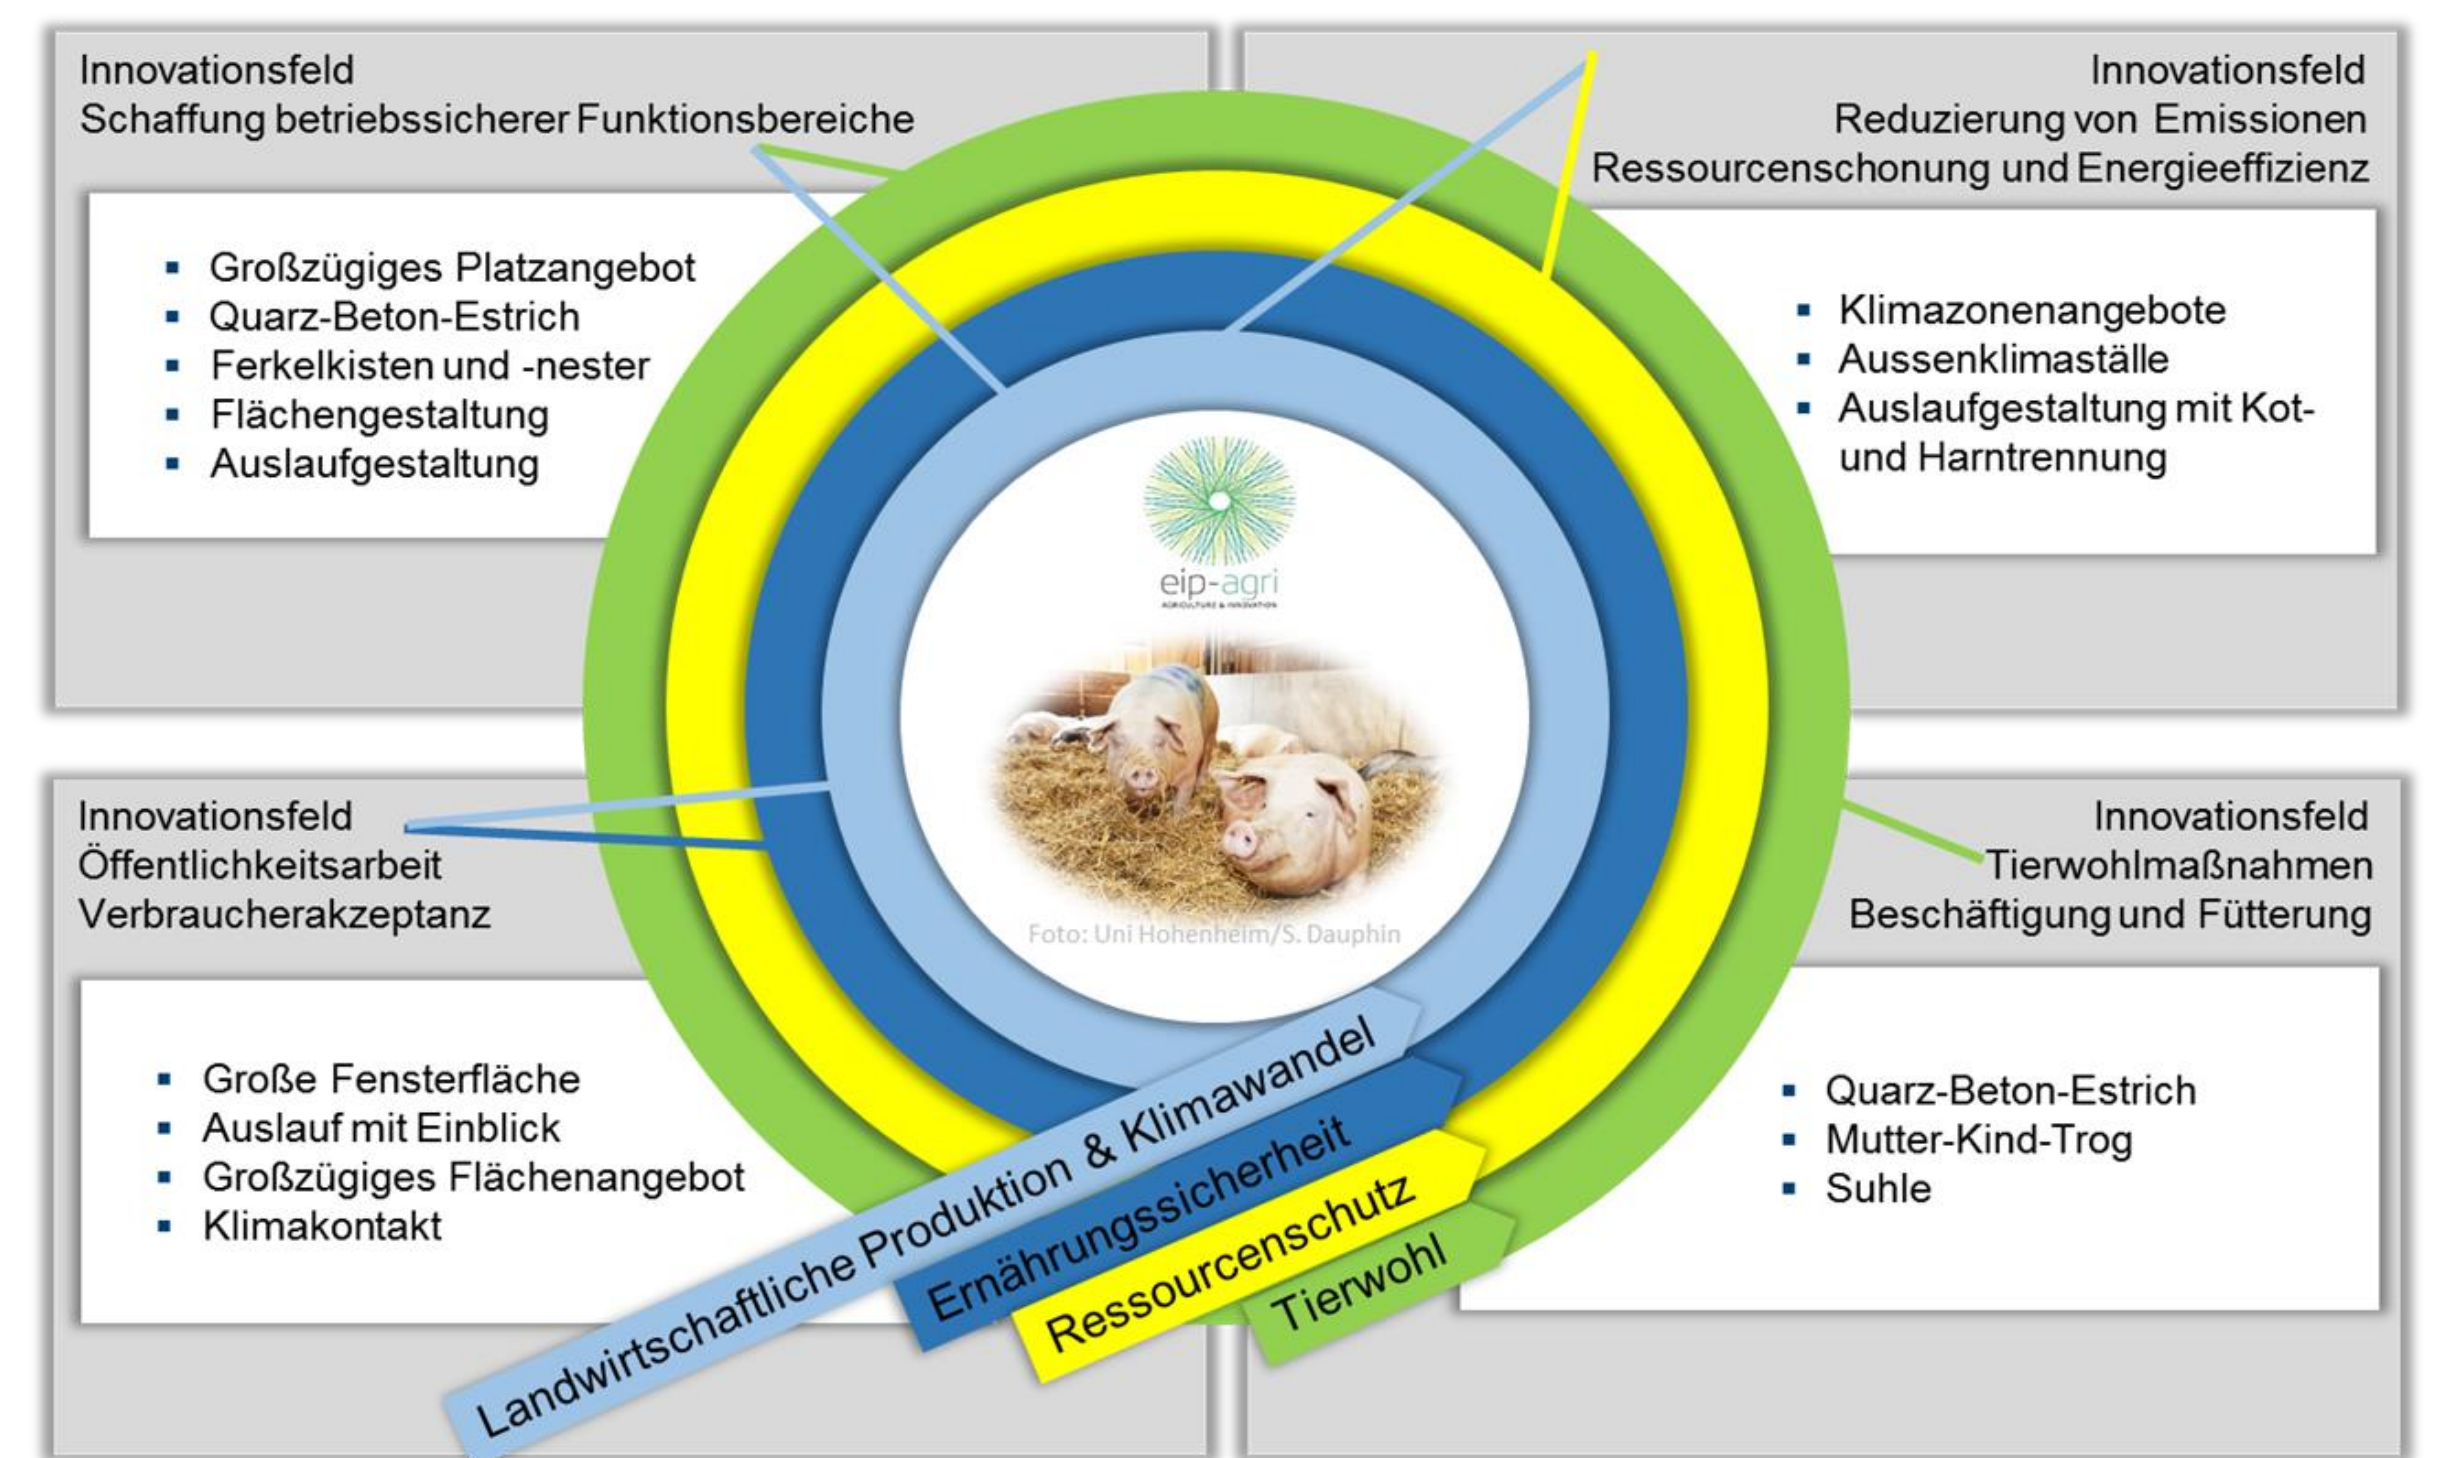 Innovationsfeld
Schaffung betriebssicherer Funktionsbereiche
Großzügiges Platzangebot
Quarz-Beton-Estrich
Ferkelkisten und -nester
Flächengestaltung
Auslaufgestaltung
Innovationsfeld
Reduzierung von Emissionen
Ressourcenschonung und Energieeffizienz
Klimazonenangebote
Aussenklimaställe
Auslaufgestaltung mit Kot-
und Harntrennung
eip-agri
AGRICULTURE & INNOVATION
Foto: Uni Hohenheim/S. Dauphin
Innovationsfeld
Öffentlichkeitsarbeit
Verbraucherakzeptanz
Große Fensterfläche
Auslauf mit Einblick
Großzügiges Flächenangebot
Klimakontakt
Innovationsfeld
Tierwohlmaßnahmen
Beschäftigung und Fütterung
Quarz-Beton-Estrich
Mutter-Kind-Trog
Suhle
Landwirtschaftliche Produktion & Klimawandel
Ernährungssicherheit
Ressourcenschutz
Tierwohl